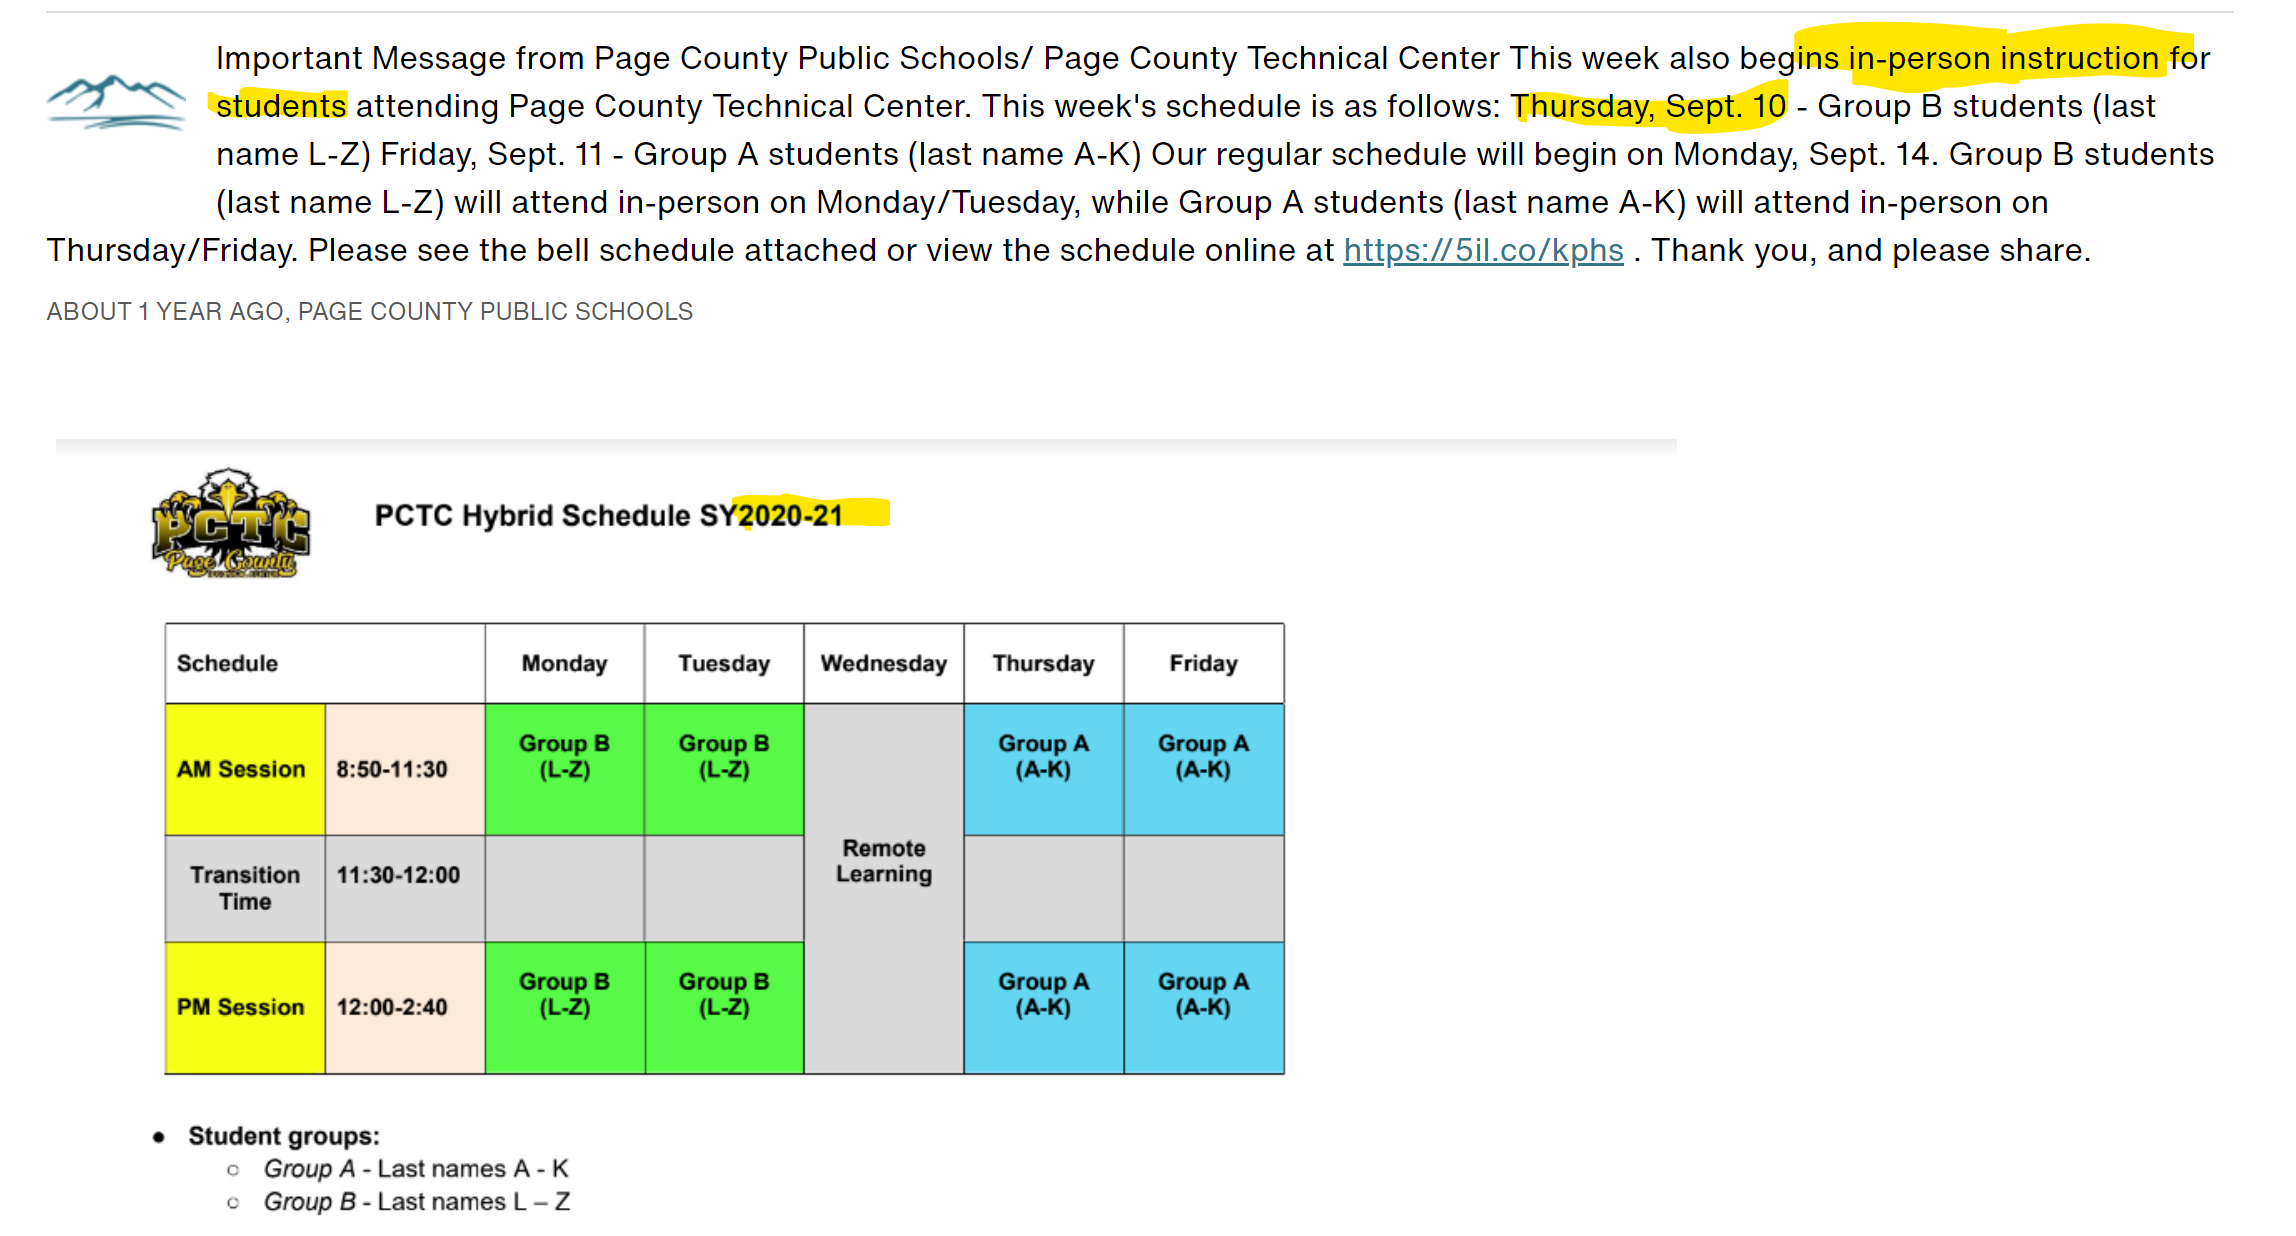 Important Message from Page County Public Schools/ Page County Technical Center This week also begins in-person instruction for
students attending Page County Technical Center. This week's schedule is as follows: Thursday, Sept. 10 - Group B students (last
name L-Z) Friday, Sept. 11 - Group A students (last name A-K) Our regular schedule will begin on Monday, Sept. 14. Group B students
(last name L-Z) will attend in-person on Monday/Tuesday, while Group A students (last name A-K) will attend in-person on
Thursday/Friday. Please see the bell schedule attached or view the schedule online at https://5il.co/kphs . Thank you, and please share.
ABOUT 1 YEAR AGO, PAGE COUNTY PUBLIC SCHOOLS
PCTC
Page County
PCTC Hybrid Schedule SY2020-21
Schedule Monday Tuesday Wednesday Thursday Friday
AM Session 8:50-11:30 Group B (L-Z) Group B (L-Z) Group A (A-K) Group A (A-K)
Transition Time 11:30-12:00 Remote Learning
PM Session 12:00-2:40 Group B (L-Z) Group B (L-Z) Group A (A-K) Group A (A-K)
● Student groups:
○ Group A - Last names A - K
○ Group B - Last names L – Z